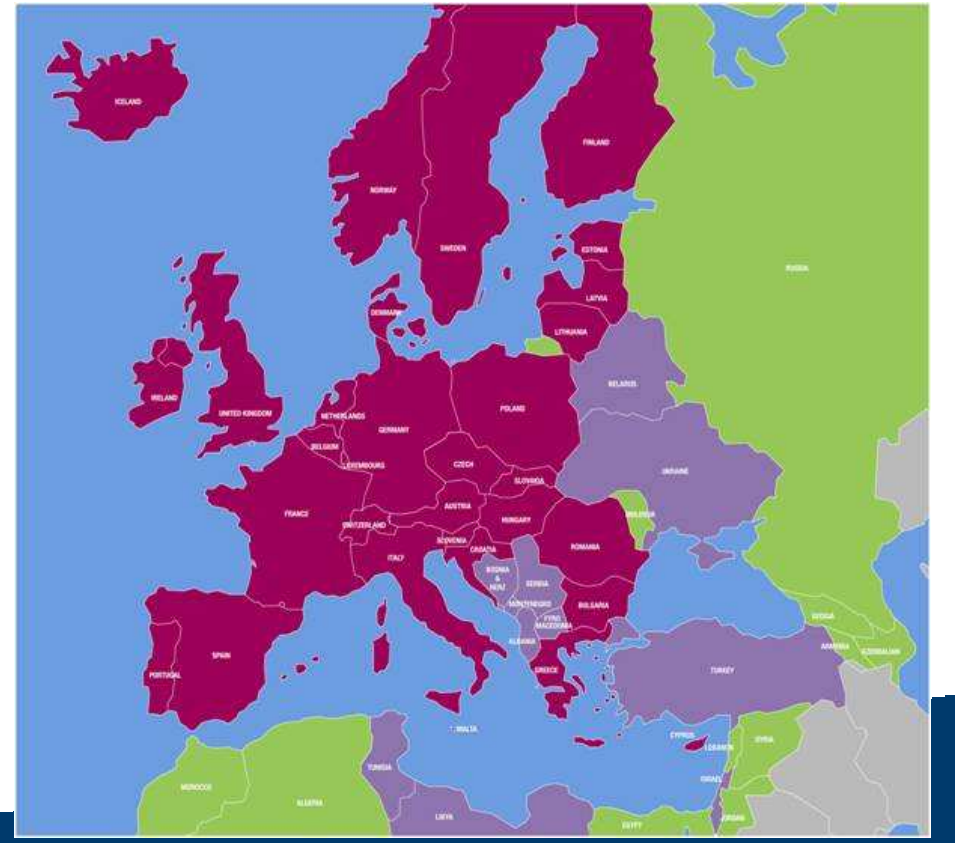 ICELAND
FINLAND
NORWAY
SWEDEN
ESTONIA
RUSSIA
LATVIA
DENMARK
LITHUANIA
BELARUS
IRELAND
UNITED KINGDOM
NETHERLANDS
POLAND
GERMANY
BELGIUM
LUXEMBOURG
CZECH
UKRAINE
SLOVAKIA
AUSTRIA
FRANCE
SWITZERLAND
HUNGARY
MOLDOVA
SLOVENIA
ROMANIA
CROATIA
ITALY
BOSNIA
&
HERZ
SERBIA
MONTENEGRO
BULGARIA
FYRO
MACEDONIA
ALBANIA
GREECE
TURKEY
ARMENIA
AZERBAIJAN
SPAIN
PORTUGAL
MALTA
CYPRUS
LEBANON
SYRIA
TUNISIA
ISRAEL
MOROCCO
ALGERIA
LIBYA
EGYPT
JORDAN